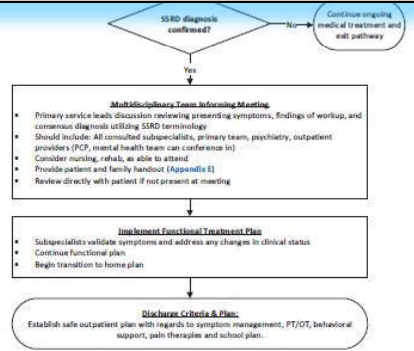 SSRD diagnosis
confirmed?
No
Continue ongoing
medical treatment and
exit pathway
Yes
Multidisciplinary Team Informing Meeting
• Primary service leads discussion reviewing presenting symptoms, findings of workup, and
consensus diagnosis utilizing SSRD terminology
• Should include: All consulted subspecialists, primary team, psychiatry, outpatient
providers (PCP, mental health team can conference in)
• Consider nursing, rehab, as able to attend
• Provide patient and family handout (Appendix E)
• Review directly with patient if not present at meeting
Implement Functional Treatment Plan
• Subspecialists validate symptoms and address any changes in clinical status
• Continue functional plan
• Begin transition to home plan
Discharge Criteria & Plan:
Establish safe outpatient plan with regards to symptom management, PT/OT, behavioral
support, pain therapies and school plan.